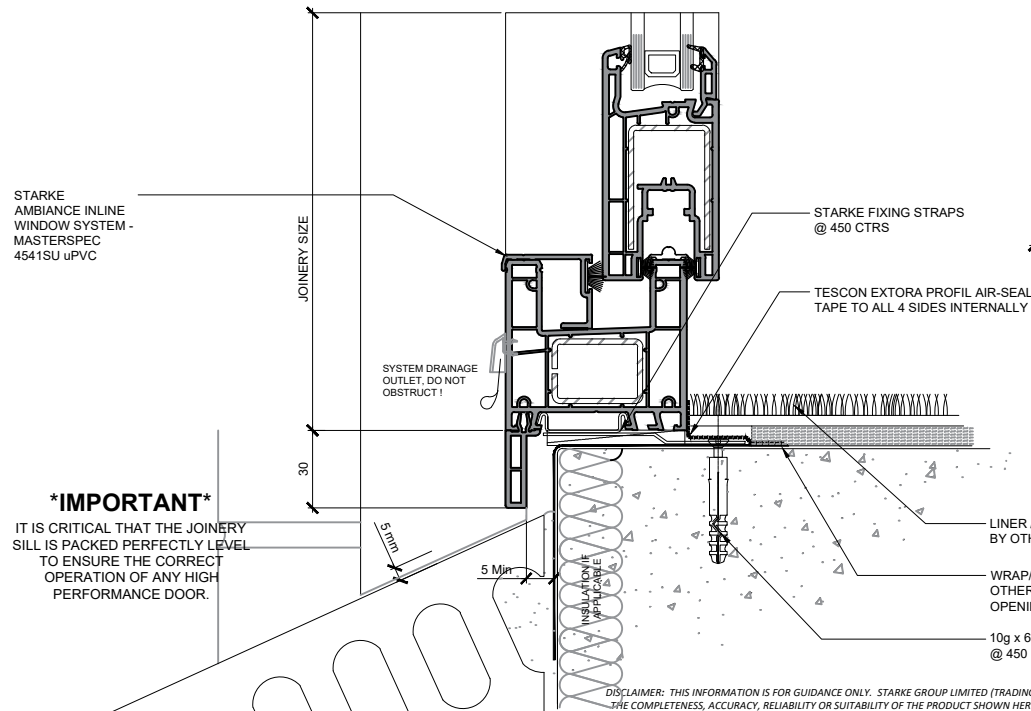 STARKE
AMBIANCE INLINE
WINDOW SYSTEM -
MASTERSPEC
4541SU uPVC
JOINERY SIZE
STARKE FIXING STRAPS
@ 450 CTRS
TESCON EXTORA PROFIL AIR-SEAL
TAPE TO ALL 4 SIDES INTERNALLY
SYSTEM DRAINAGE
OUTLET, DO NOT
OBSTRUCT !
30
*IMPORTANT*
IT IS CRITICAL THAT THE JOINERY
SILL IS PACKED PERFECTLY LEVEL
TO ENSURE THE CORRECT
OPERATION OF ANY HIGH
PERFORMANCE DOOR.
5 mm
5 Min
INSULATION IF
APPLICABLE
LINER
BY
WRAP/
OTHER
10g x 6
@ 450
DISCLAIMER: THIS INFORMATION IS FOR GUIDANCE ONLY. STARKE GROUP LIMITED (TRADING
THE COMPLETENESS, ACCURACY, RELIABILITY OR SUITABILITY OF THE PRODUCT SHOWN